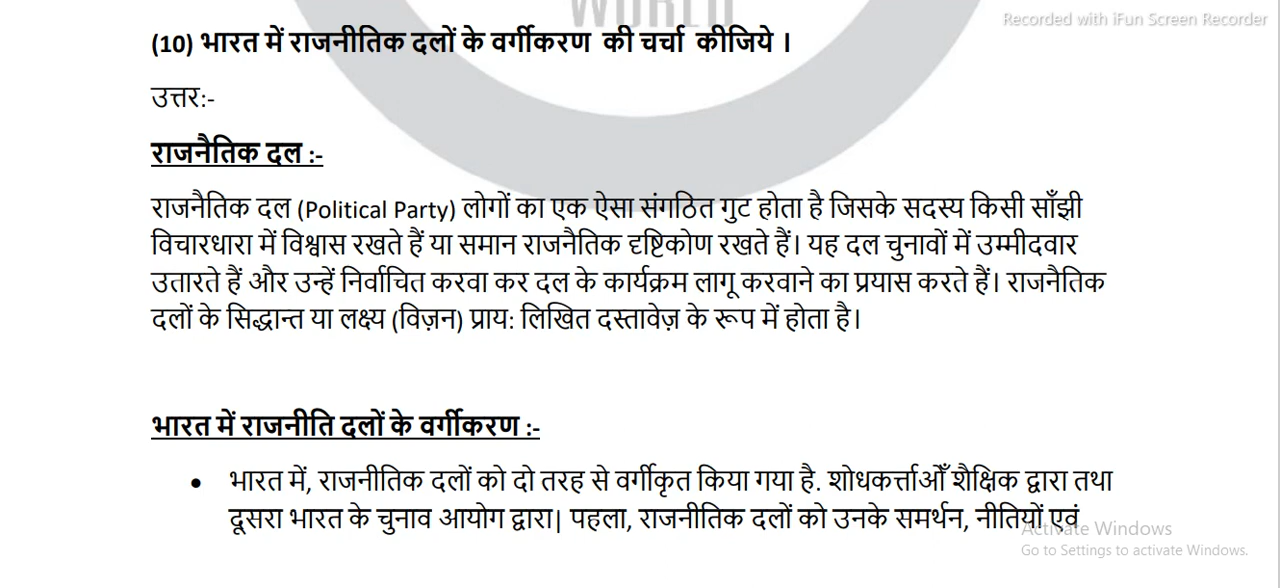 WORLD
Recorded with iFun Screen Recorder
(10) भारत में राजनीतिक दलों के वर्गीकरण की चर्चा कीजिये ।
उत्तर:-
राजनैतिक दल :-
राजनैतिक दल (Political Party) लोगों का एक ऐसा संगठित गुट होता है जिसके सदस्य किसी साँझी
विचारधारा में विश्वास रखते हैं या समान राजनैतिक दृष्टिकोण रखते हैं। यह दल चुनावों में उम्मीदवार
उतारते हैं और उन्हें निर्वाचित करवा कर दल के कार्यक्रम लागू करवाने का प्रयास करते हैं। राजनैतिक
दलों के सिद्धान्त या लक्ष्य (विज़न) प्राय: लिखित दस्तावेज़ के रूप में होता है।
भारत में राजनीति दलों के वर्गीकरण :-
• भारत में, राजनीतिक दलों को दो तरह से वर्गीकृत किया गया है. शोधकर्त्ताओँ शैक्षिक द्वारा तथा
दूसरा भारत के चुनाव आयोग द्वारा| पहला, राजनीतिक दलों को उनके समर्थन, नीतियों एवं
Activate Windows
Go to Settings to activate Windows.